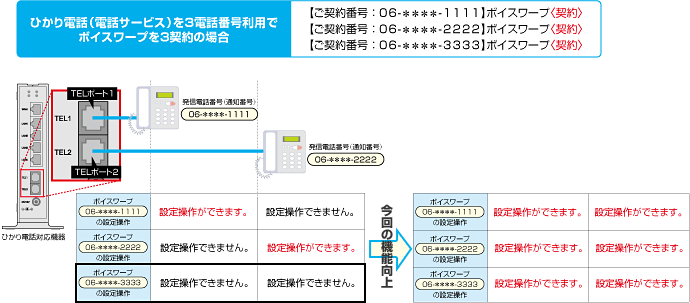 ひかり電話(電話サービス)を3電話番号利用で
ボイスワープを3契約の場合
【ご契約番号：06-****-1111】ボイスワープ〈契約〉
【ご契約番号：06-****-2222】ボイスワープ〈契約〉
【ご契約番号：06-****-3333】ボイスワープ〈契約〉
TELポート1
TEL1
TEL2
TELポート2
発信電話番号(通知番号)
06-****-1111
発信電話番号(通知番号)
06-****-2222
ひかり電話対応機器
ボイスワープ
06-****-1111
の設定操作
設定操作ができます。
設定操作できません。
ボイスワープ
06-****-2222
の設定操作
設定操作できません。
設定操作ができます。
ボイスワープ
06-****-3333
の設定操作
設定操作できません。
設定操作できません。
今回の機能向上
ボイスワープ
06-****-1111
の設定操作
設定操作ができます。
設定操作ができます。
ボイスワープ
06-****-2222
の設定操作
設定操作ができます。
設定操作ができます。
ボイスワープ
06-****-3333
の設定操作
設定操作ができます。
設定操作ができます。